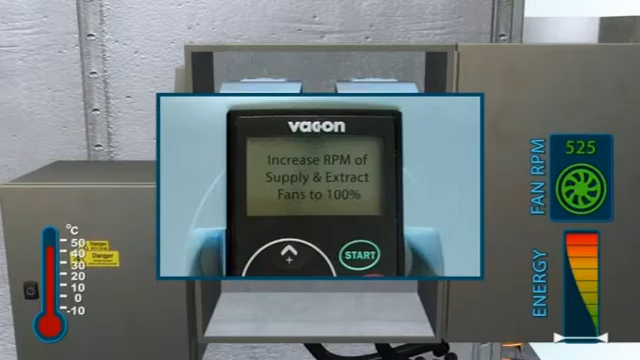 vacon
Increase RPM of
Supply & Extract
Fans to 100%
START
FAN RPM
525
ENERGY
°C
50
40
30
20
10
0
-10
Danger
Danger